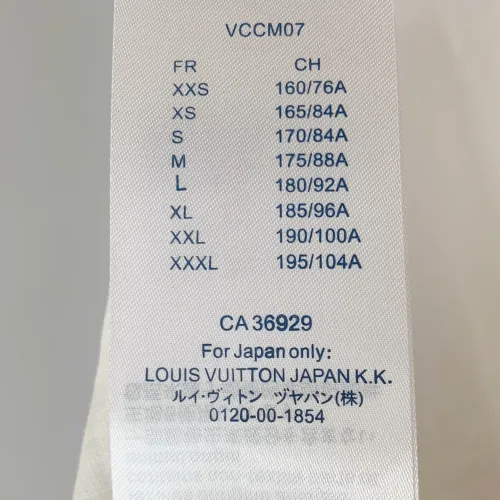 VCCM07
FR CH
XXS 160/76A
XS 165/84A
S 170/84A
M 175/88A
L 180/92A
XL 185/96A
XXL 190/100A
XXXL 195/104A
CA 36929
For Japan only:
LOUIS VUITTON JAPAN K.K.
ルイ・ヴィトン ヅヤパン(株)
0120-00-1854